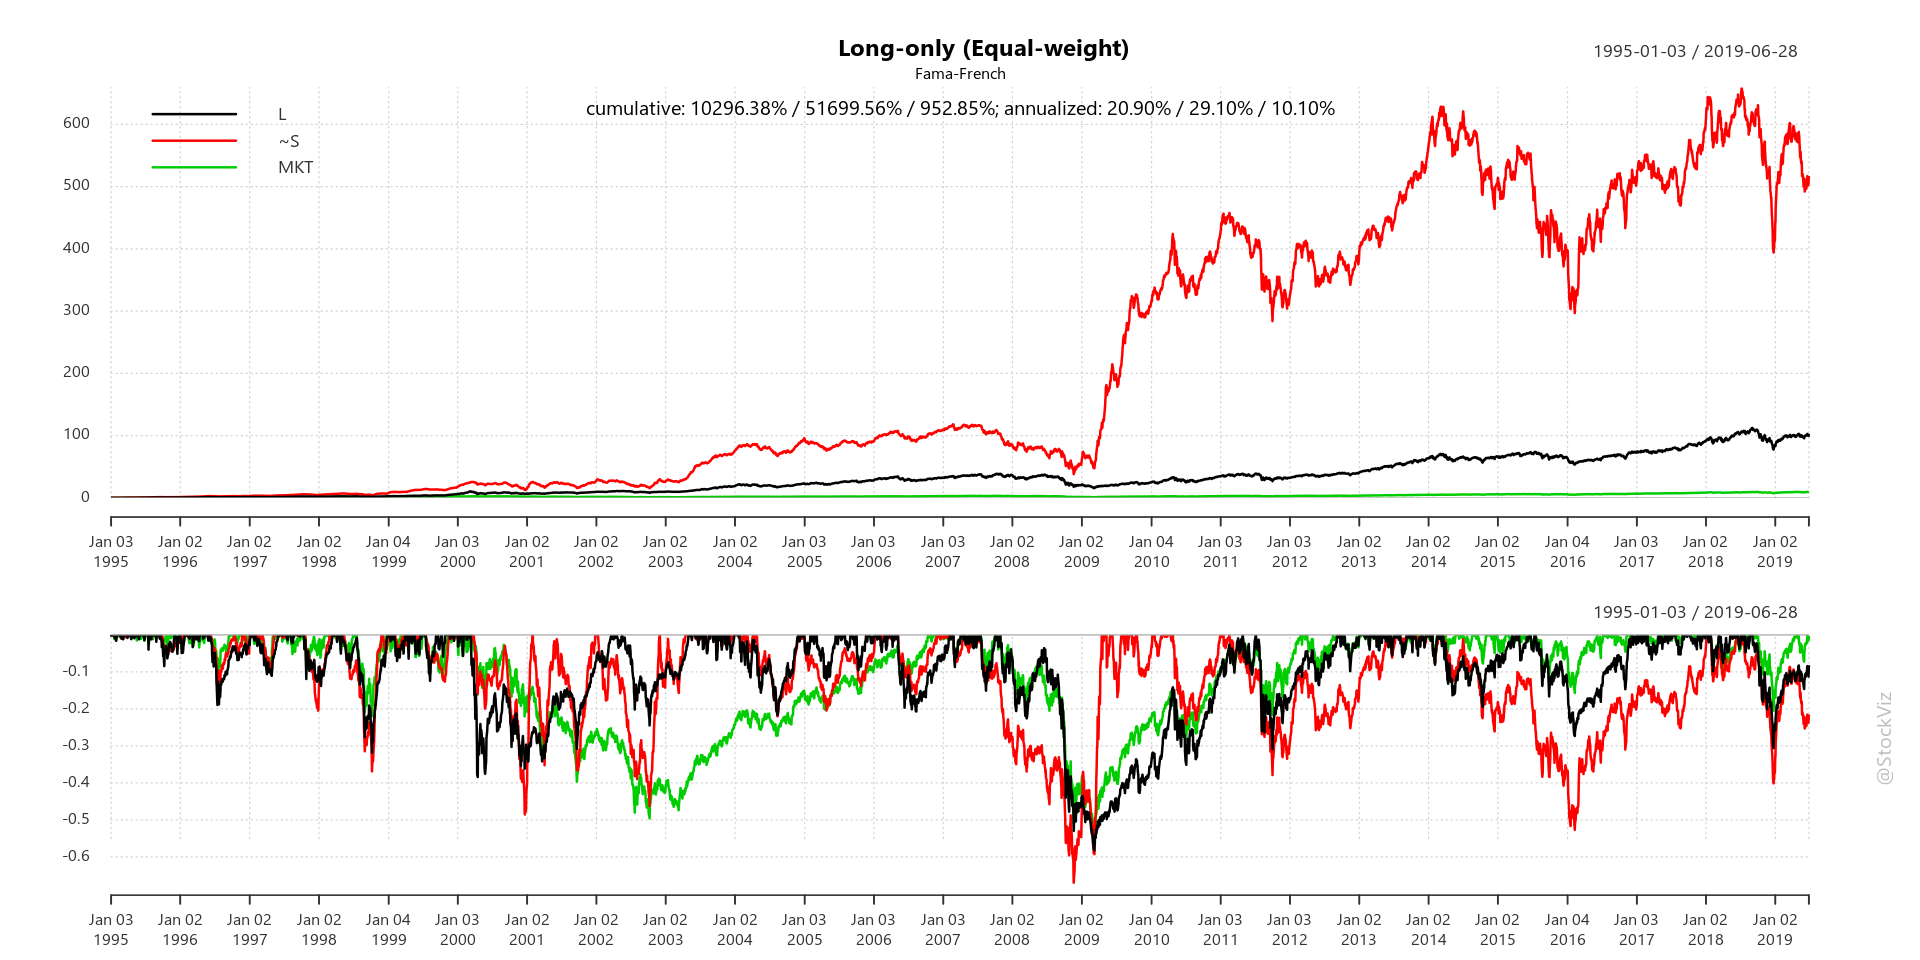 Long-only (Equal-weight)
1995-01-03 / 2019-06-28
Fama-French
cumulative: 10296.38% / 51699.56% / 952.85%; annualized: 20.90% / 29.10% / 10.10%
L
~S
MKT
600
500
400
300
200
100
0
Jan 03 Jan 02 Jan 02 Jan 02 Jan 04 Jan 03 Jan 02 Jan 02 Jan 02 Jan 02 Jan 03 Jan 03 Jan 03 Jan 02 Jan 02 Jan 04 Jan 03 Jan 03 Jan 02 Jan 02 Jan 02 Jan 04 Jan 03 Jan 02 Jan 02
1995 1996 1997 1998 1999 2000 2001 2002 2003 2004 2005 2006 2007 2008 2009 2010 2011 2012 2013 2014 2015 2016 2017 2018 2019
1995-01-03 / 2019-06-28
-0.1
-0.2
-0.3
-0.4
-0.5
-0.6
Jan 03 Jan 02 Jan 02 Jan 02 Jan 04 Jan 03 Jan 02 Jan 02 Jan 02 Jan 02 Jan 03 Jan 03 Jan 03 Jan 02 Jan 02 Jan 04 Jan 03 Jan 03 Jan 02 Jan 02 Jan 02 Jan 04 Jan 03 Jan 02 Jan 02
1995 1996 1997 1998 1999 2000 2001 2002 2003 2004 2005 2006 2007 2008 2009 2010 2011 2012 2013 2014 2015 2016 2017 2018 2019
@StockViz